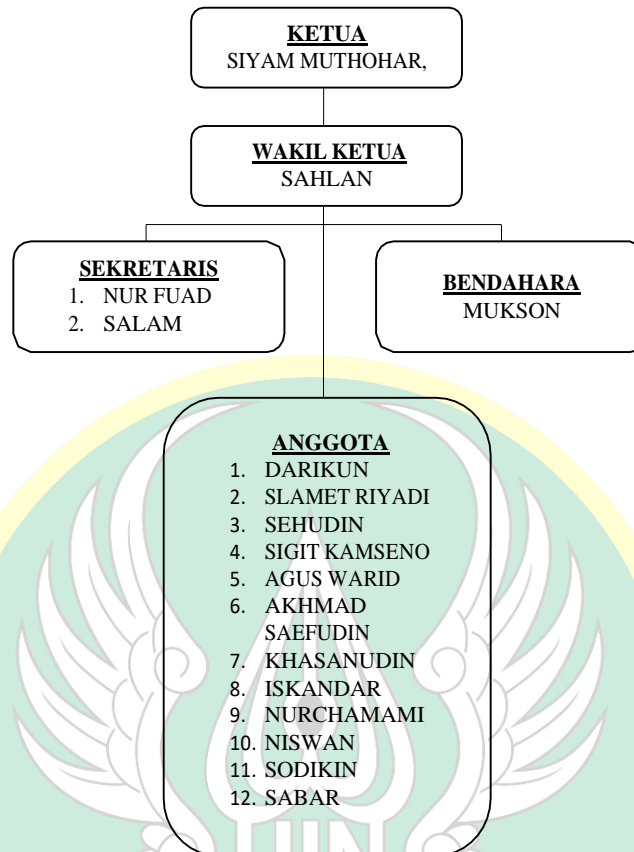 KETUA
SIYAM MUTHOHAR,
WAKIL KETUA
SAHLAN
SEKRETARIS
1. NUR FUAD
2. SALAM
BENDAHARA
MUKSON
ANGGOTA
1. DARIKUN
2. SLAMET RIYADI
3. SEHUDIN
4. SIGIT KAMSENO
5. AGUS WARID
6. AKHMAD
SAEFUDIN
7. KHASANUDIN
8. ISKANDAR
9. NURCHAMAMI
10. NISWAN
11. SODIKIN
12. SABAR
UIN